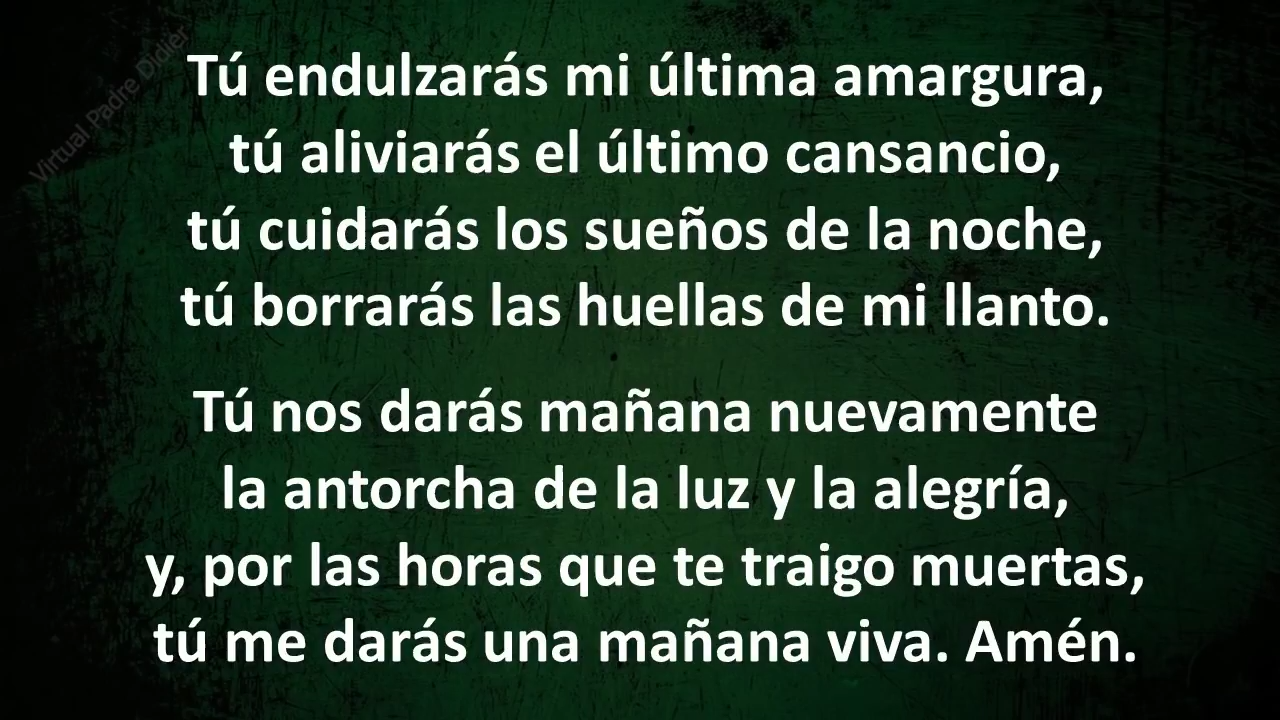 Virtual Padre Didier
Tú endulzarás mi última amargura,
tú aliviarás el último cansancio,
tú cuidarás los sueños de la noche,
tú borrarás las huellas de mi llanto.
Tú nos darás mañana nuevamente
la antorcha de la luz y la alegría,
y, por las horas que te traigo muertas,
tú me darás una mañana viva. Amén.